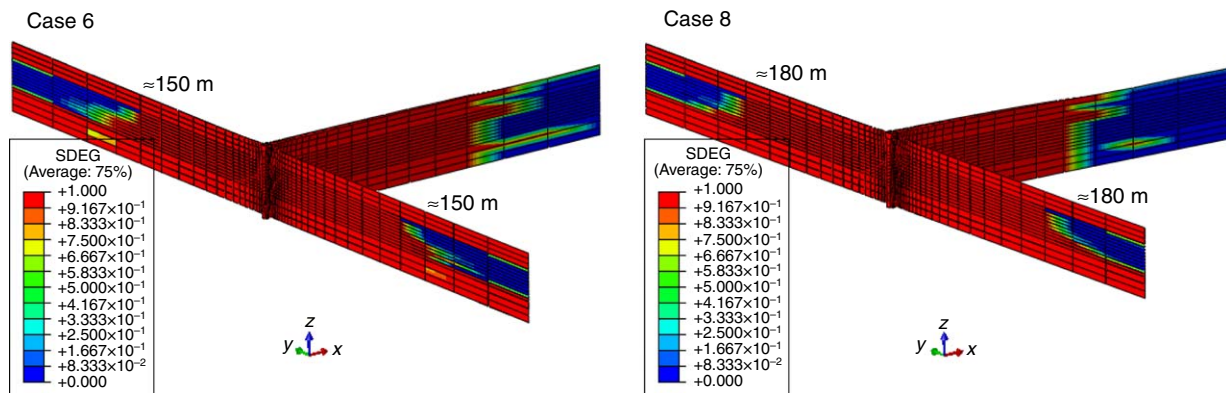 Case 6
≈150 m
≈150 m
SDEG
(Average: 75%)
+1.000
+9.167×10⁻¹
+8.333×10⁻¹
+7.500×10⁻¹
+6.667×10⁻¹
+5.833×10⁻¹
+5.000×10⁻¹
+4.167×10⁻¹
+3.333×10⁻¹
+2.500×10⁻¹
+1.667×10⁻¹
+8.333×10⁻²
+0.000
z
y
x
Case 8
≈180 m
≈180 m
SDEG
(Average: 75%)
+1.000
+9.167×10⁻¹
+8.333×10⁻¹
+7.500×10⁻¹
+6.667×10⁻¹
+5.833×10⁻¹
+5.000×10⁻¹
+4.167×10⁻¹
+3.333×10⁻¹
+2.500×10⁻¹
+1.667×10⁻¹
+8.333×10⁻²
+0.000
z
y
x